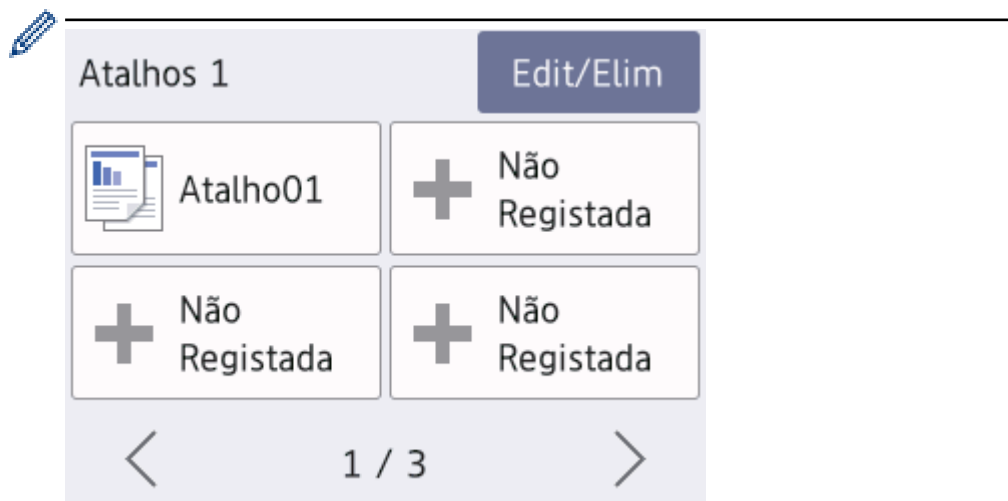 Atalhos 1
Edit/Elim
Atalho01
Não
Registada
Não
Registada
Não
Registada
1 / 3